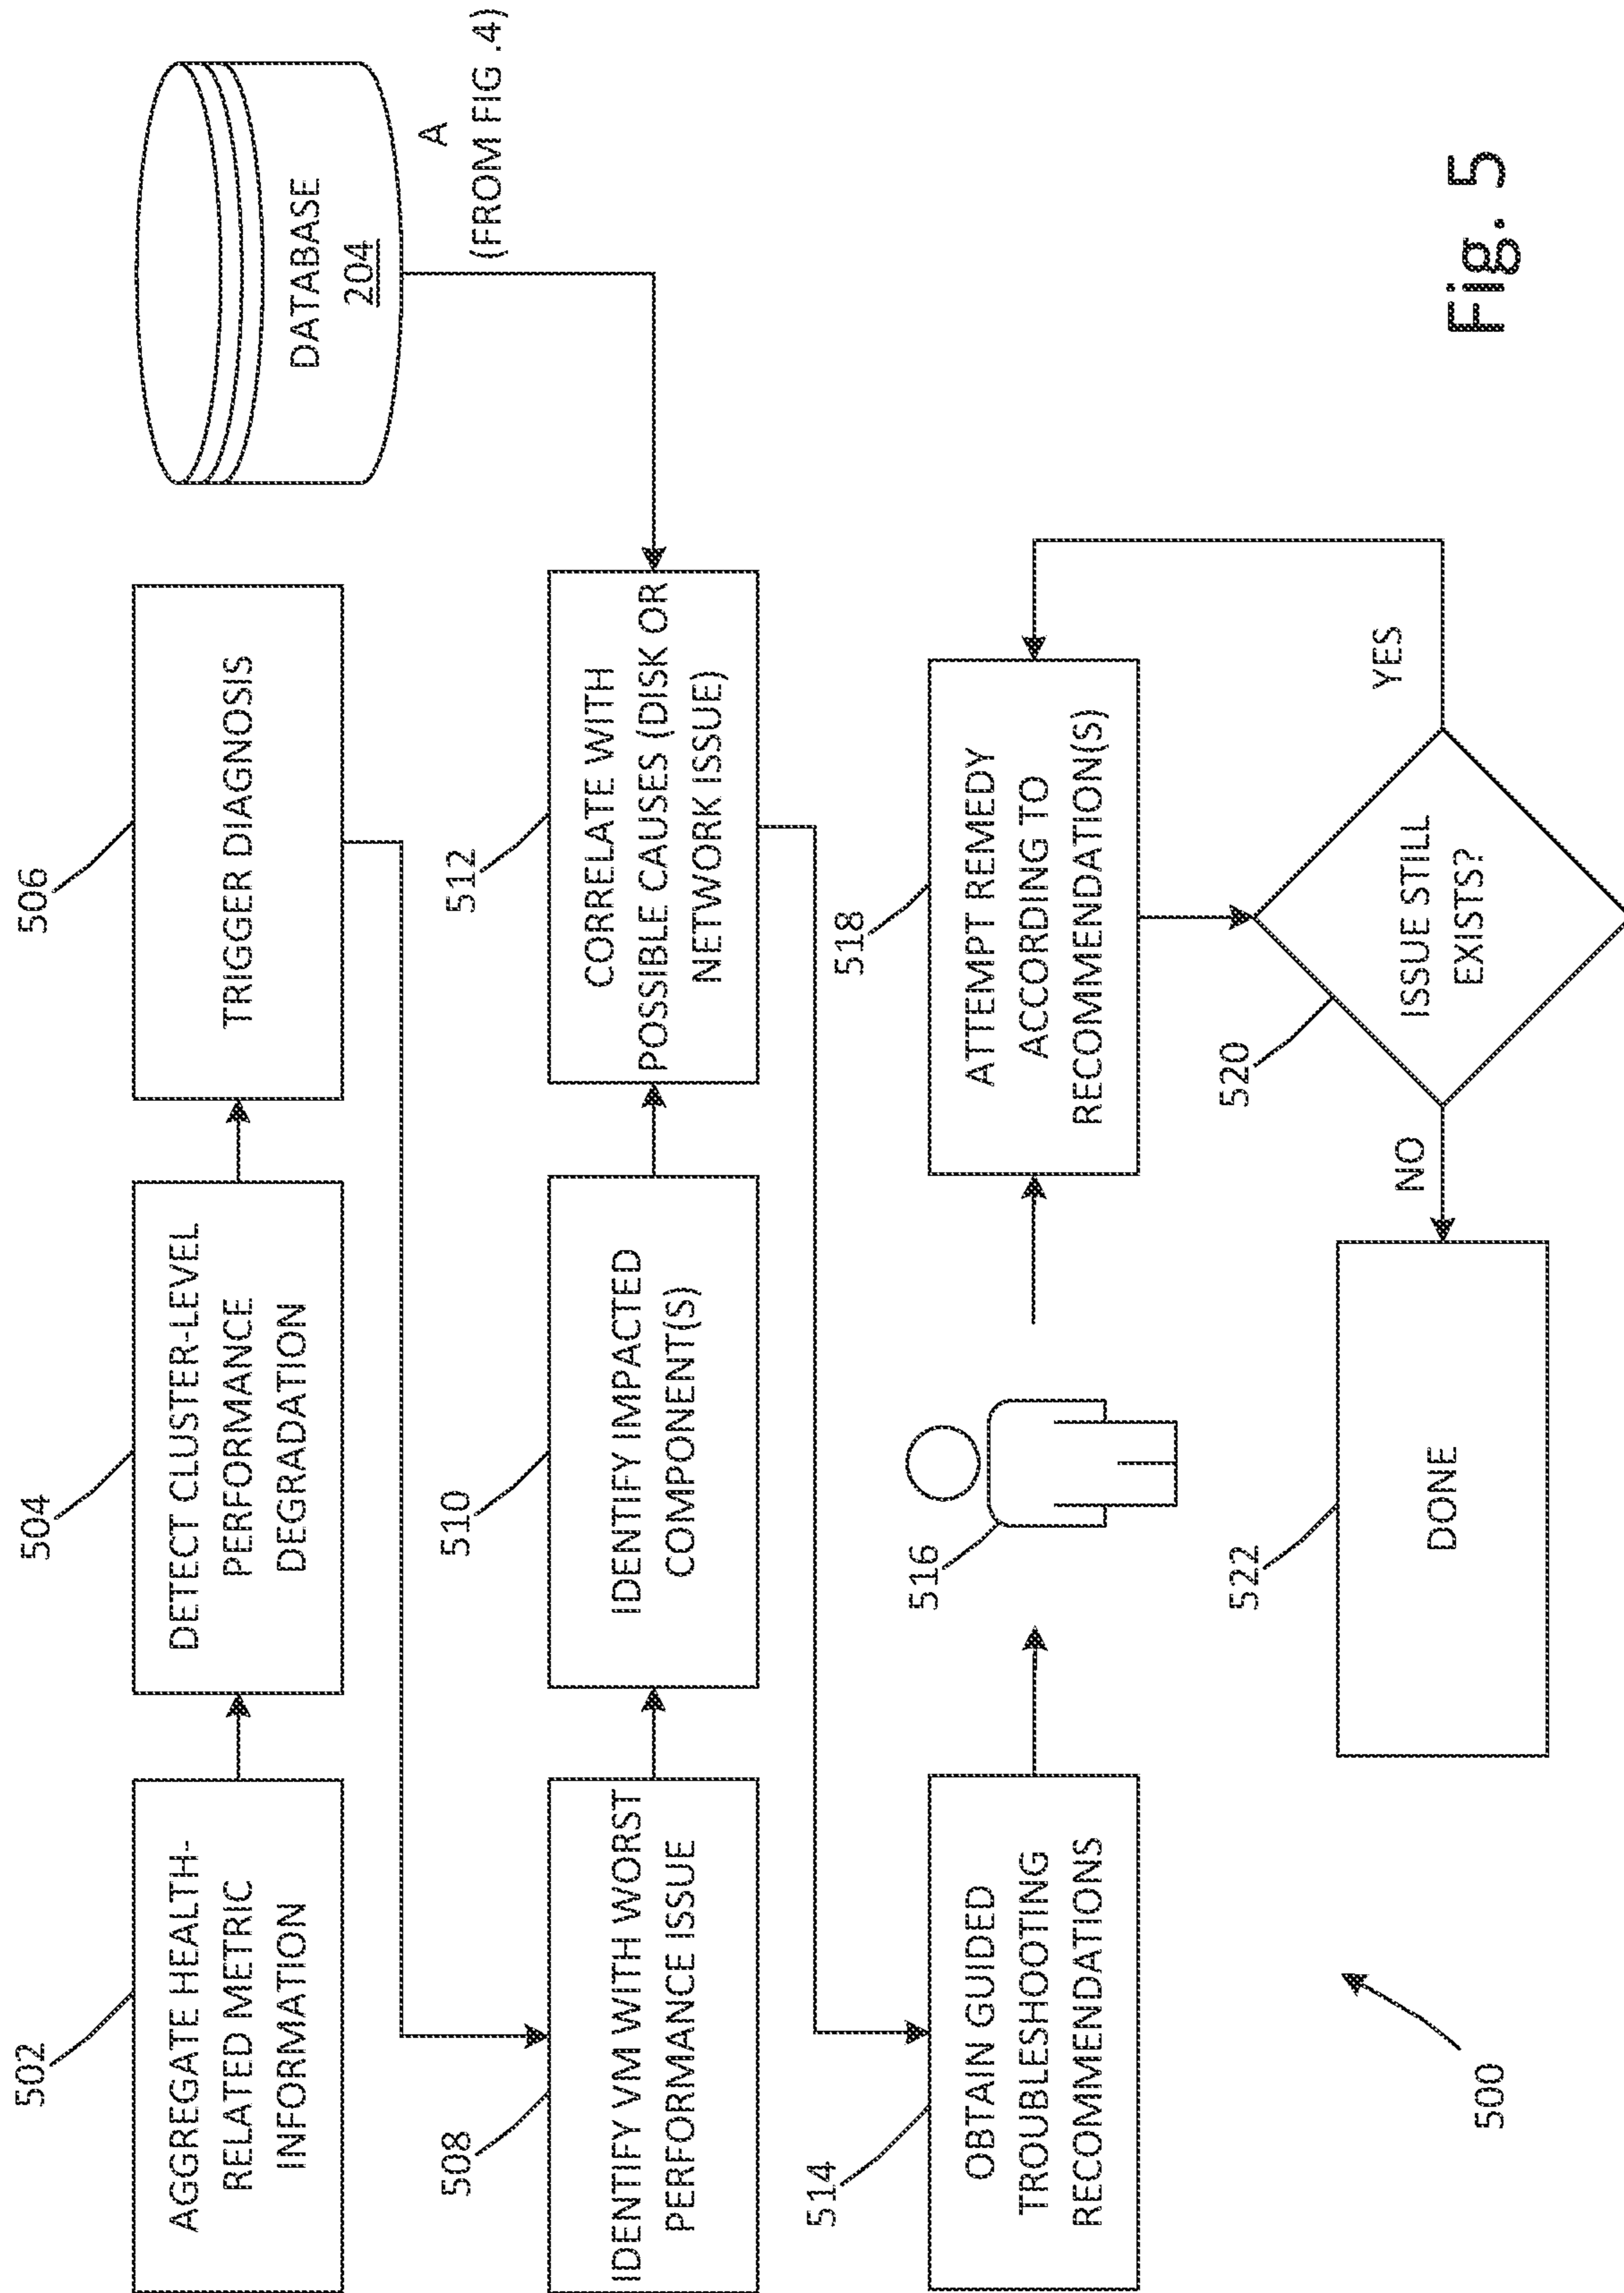 502
AGGREGATE HEALTH-
RELATED METRIC
INFORMATION
504
DETECT CLUSTER-LEVEL
PERFORMANCE
DEGRADATION
506
TRIGGER DIAGNOSIS
DATABASE
204
A
(FROM FIG .4)
508
IDENTIFY VM WITH WORST
PERFORMANCE ISSUE
510
IDENTIFY IMPACTED
COMPONENT(S)
512
CORRELATE WITH
POSSIBLE CAUSES (DISK OR
NETWORK ISSUE)
514
OBTAIN GUIDED
TROUBLESHOOTING
RECOMMENDATIONS
516
518
ATTEMPT REMEDY
ACCORDING TO
RECOMMENDATION(S)
520
ISSUE STILL
EXISTS?
YES
NO
522
DONE
500
Fig. 5